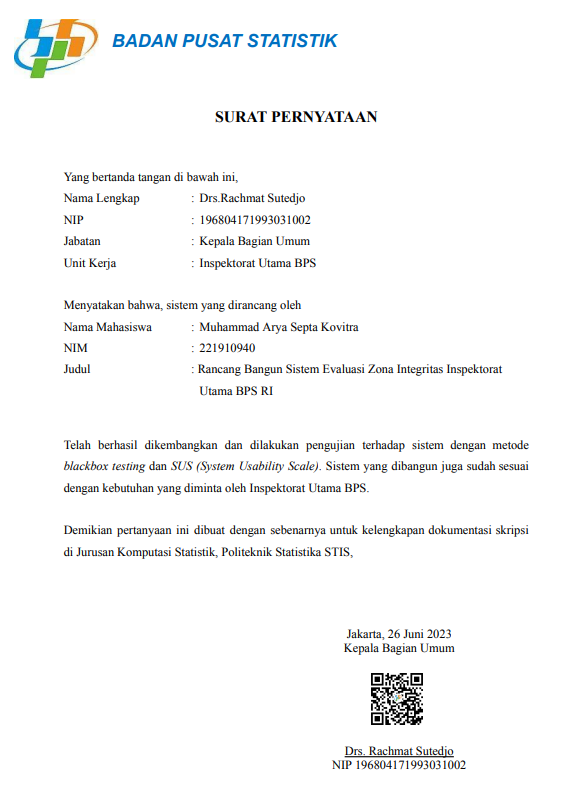 BADAN PUSAT STATISTIK
SURAT PERNYATAAN
Yang bertanda tangan di bawah ini,
Nama Lengkap : Drs.Rachmat Sutedjo
NIP : 196804171993031002
Jabatan : Kepala Bagian Umum
Unit Kerja : Inspektorat Utama BPS
Menyatakan bahwa, sistem yang dirancang oleh
Nama Mahasiswa : Muhammad Arya Septa Kovitra
NIM : 221910940
Judul : Rancang Bangun Sistem Evaluasi Zona Integritas Inspektorat
Utama BPS RI
Telah berhasil dikembangkan dan dilakukan pengujian terhadap sistem dengan metode
blackbox testing dan SUS (System Usability Scale). Sistem yang dibangun juga sudah sesuai
dengan kebutuhan yang diminta oleh Inspektorat Utama BPS.
Demikian pertanyaan ini dibuat dengan sebenarnya untuk kelengkapan dokumentasi skripsi
di Jurusan Komputasi Statistik, Politeknik Statistika STIS,
Jakarta, 26 Juni 2023
Kepala Bagian Umum
Drs. Rachmat Sutedjo
NIP 196804171993031002